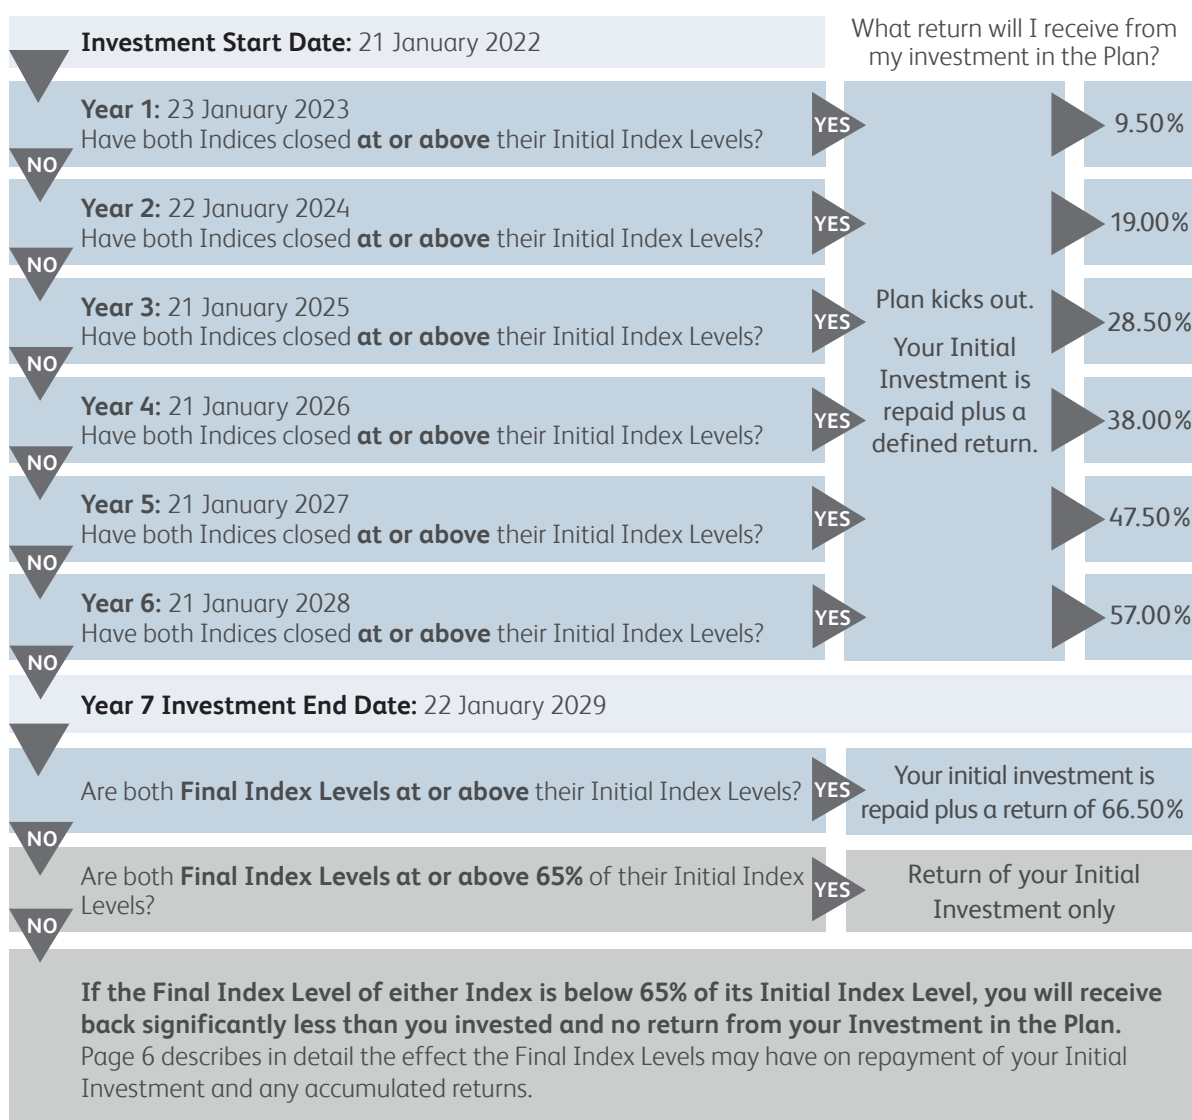 What return will I receive from
my investment in the Plan?
Investment Start Date: 21 January 2022
Year 1: 23 January 2023
Have both Indices closed at or above their Initial Index Levels?
YES
9.50%
NO
Year 2: 22 January 2024
Have both Indices closed at or above their Initial Index Levels?
YES
19.00%
NO
Year 3: 21 January 2025
Have both Indices closed at or above their Initial Index Levels?
YES
28.50%
NO
Year 4: 21 January 2026
Have both Indices closed at or above their Initial Index Levels?
YES
38.00%
NO
Year 5: 21 January 2027
Have both Indices closed at or above their Initial Index Levels?
YES
47.50%
NO
Year 6: 21 January 2028
Have both Indices closed at or above their Initial Index Levels?
YES
57.00%
NO
Plan kicks out.
Your Initial
Investment is
repaid plus a
defined return.
Year 7 Investment End Date: 22 January 2029
Are both Final Index Levels at or above their Initial Index Levels?
YES
Your initial investment is
repaid plus a return of 66.50%
NO
Are both Final Index Levels at or above 65% of their Initial Index
Levels?
YES
Return of your Initial
Investment only
NO
If the Final Index Level of either Index is below 65% of its Initial Index Level, you will receive
back significantly less than you invested and no return from your Investment in the Plan.
Page 6 describes in detail the effect the Final Index Levels may have on repayment of your Initial
Investment and any accumulated returns.